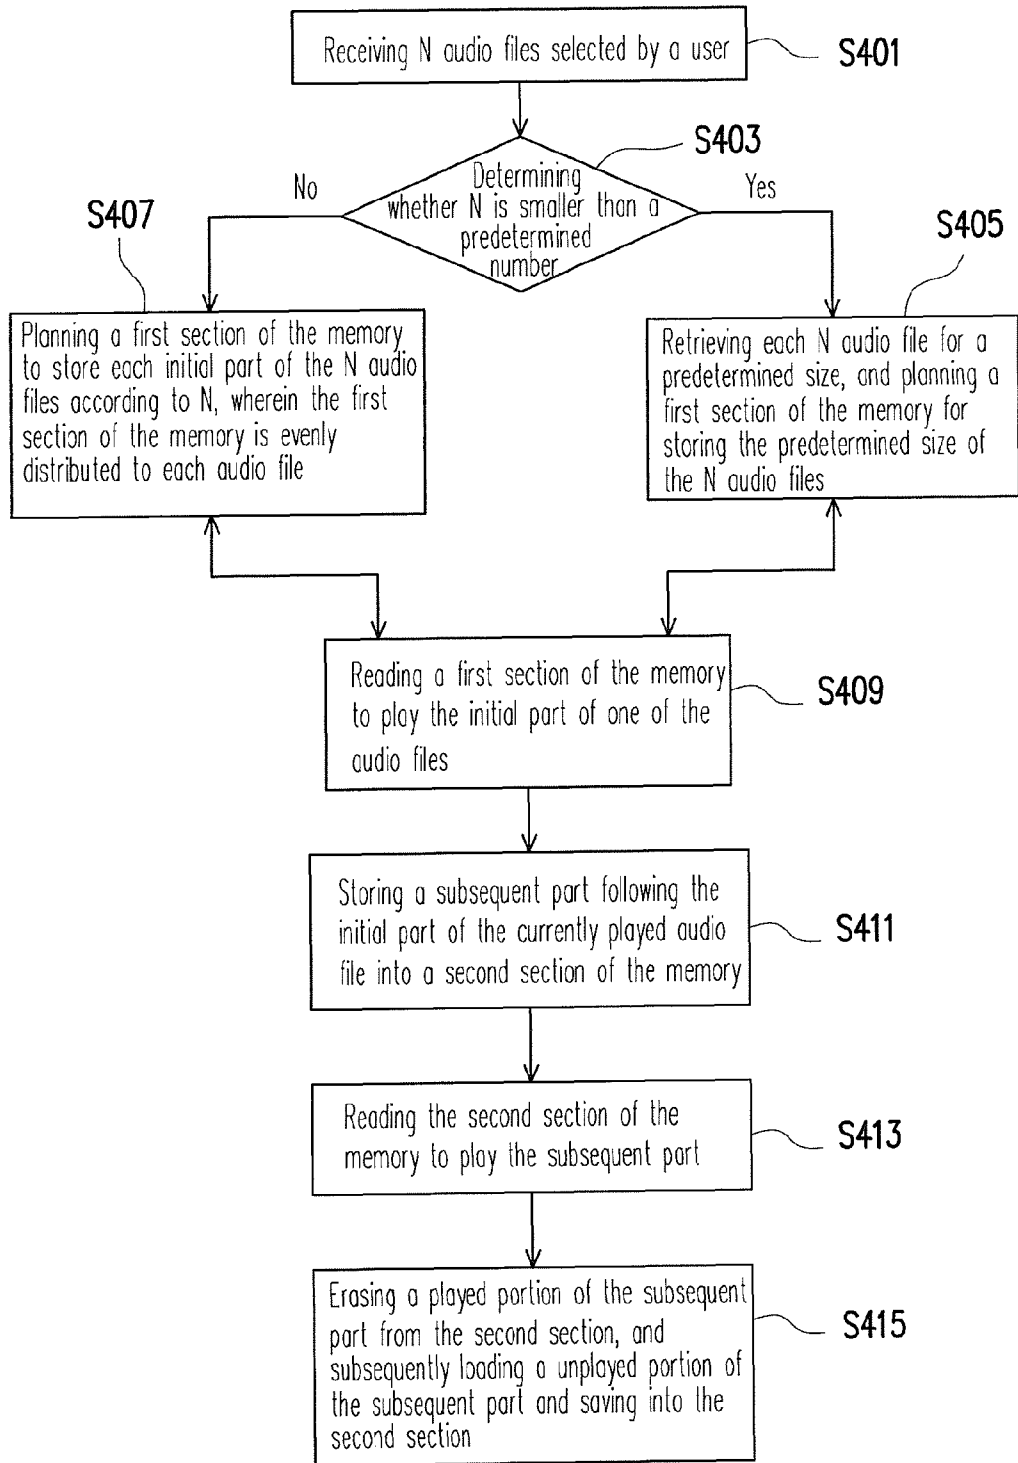 Receiving N audio files selected by a user
S401
S403
Determining
whether N is smaller than a
predetermined
number
No
Yes
S407
Planning a first section of the memory
to store each initial part of the N audio
files according to N, wherein the first
section of the memory is evenly
distributed to each audio file
S405
Retrieving each N audio file for a
predetermined size, and planning a
first section of the memory for
storing the predetermined size of
the N audio files
Reading a first section of the memory
to play the initial part of one of the
audio files
S409
Storing a subsequent part following the
initial part of the currently played audio
file into a second section of the memory
S411
Reading the second section of the
memory to play the subsequent part
S413
Erasing a played portion of the subsequent
part from the second section, and
subsequently loading a unplayed portion of
the subsequent part and saving into the
second section
S415